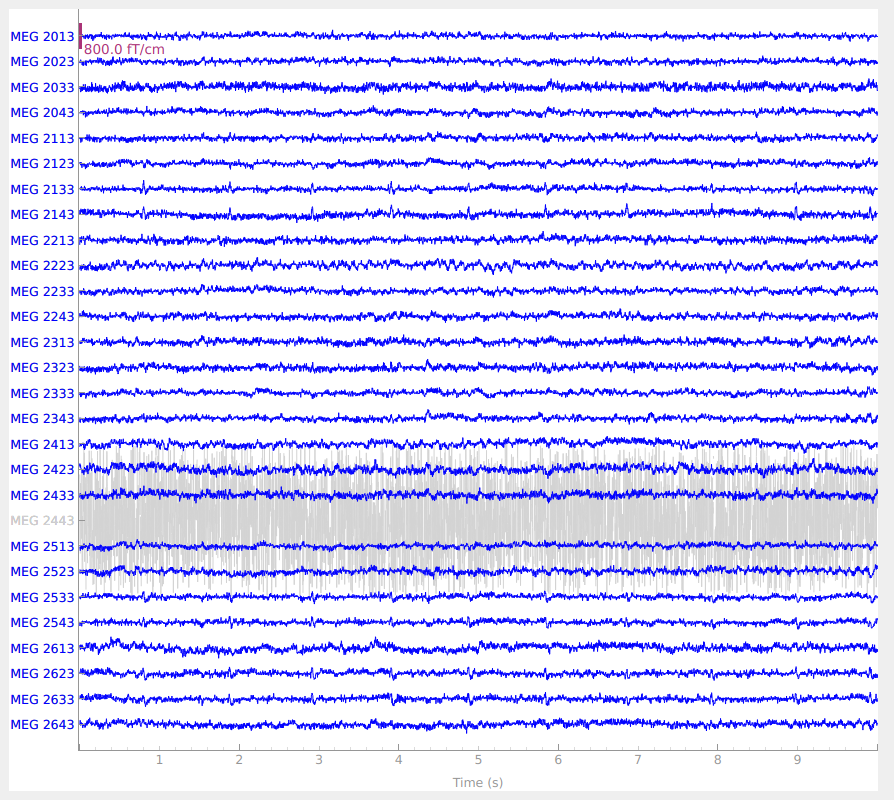 MEG 2013
800.0 fT/cm
MEG 2023
MEG 2033
MEG 2043
MEG 2113
MEG 2123
MEG 2133
MEG 2143
MEG 2213
MEG 2223
MEG 2233
MEG 2243
MEG 2313
MEG 2323
MEG 2333
MEG 2343
MEG 2413
MEG 2423
MEG 2433
MEG 2443
MEG 2513
MEG 2523
MEG 2533
MEG 2543
MEG 2613
MEG 2623
MEG 2633
MEG 2643
1 2 3 4 5 6 7 8 9
Time (s)